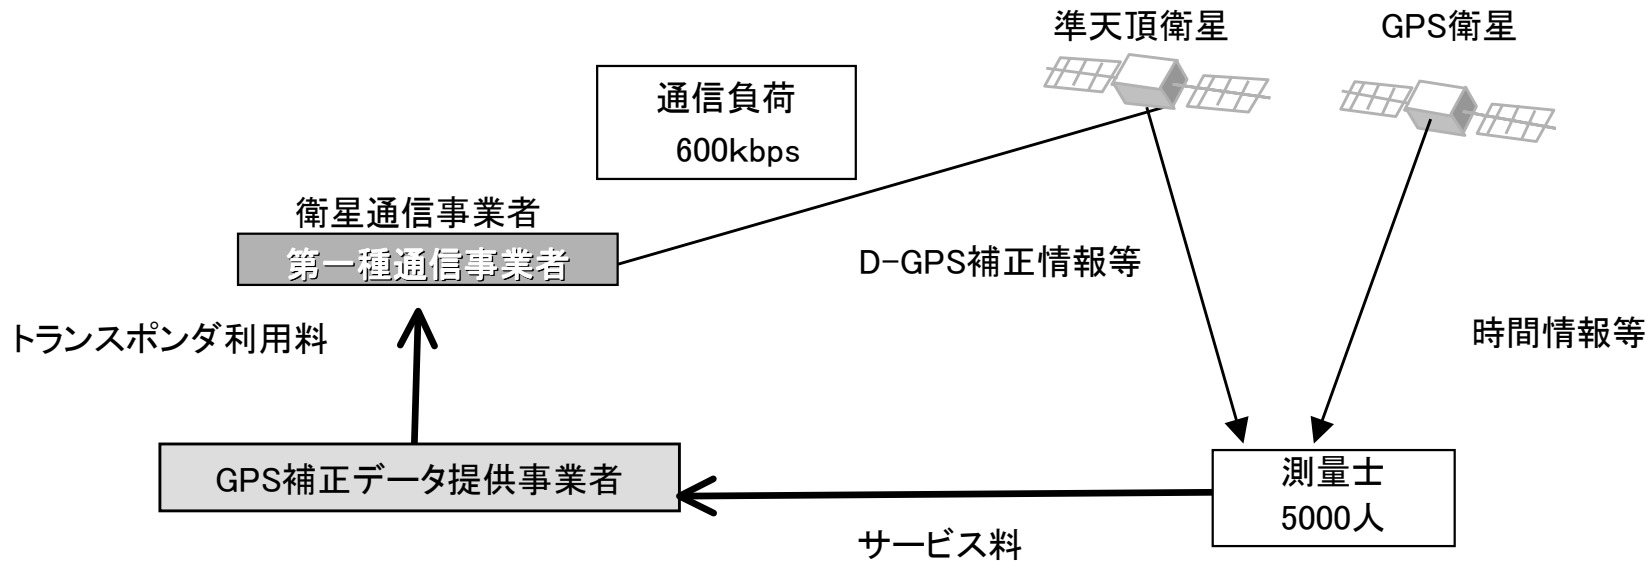 準天頂衛星
GPS衛星
通信負荷
600kbps
衛星通信事業者
第一種通信事業者
D-GPS補正情報等
トランスポンダ利用料
時間情報等
GPS補正データ提供事業者
測量士
5000人
サービス料